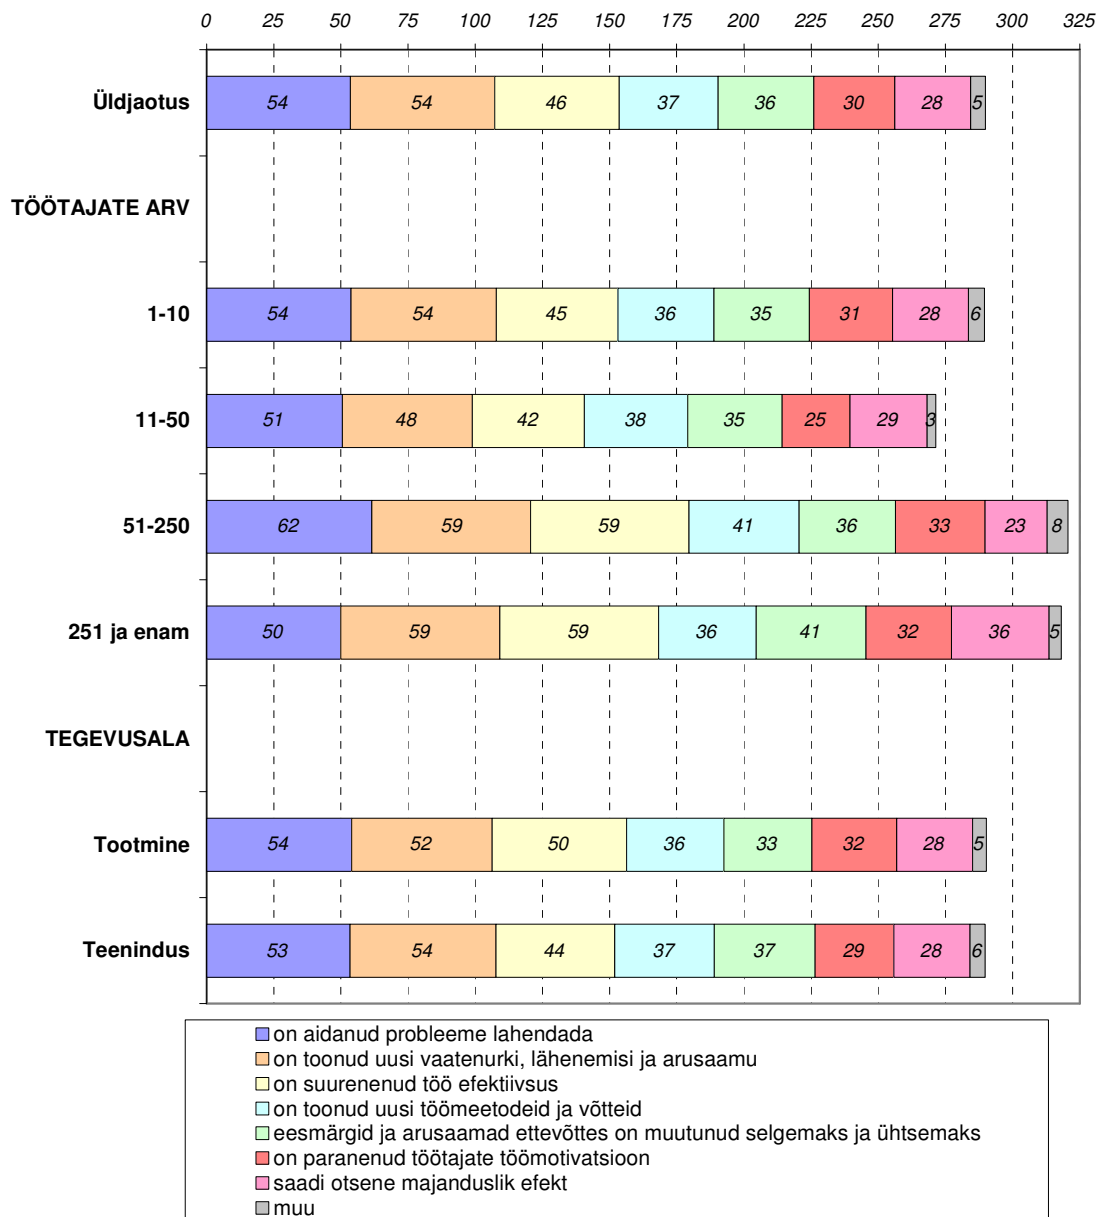 0 25 50 75 100 125 150 175 200 225 250 275 300 325
Üldjaotus 54 54 46 37 36 30 28 5
TÖÖTAJATE ARV
1-10 54 54 45 36 35 31 28 6
11-50 51 48 42 38 35 25 29 3
51-250 62 59 59 41 36 33 23 8
251 ja enam 50 59 59 36 41 32 36 5
TEGEVUSALA
Tootmine 54 52 50 36 33 32 28 5
Teenindus 53 54 44 37 37 29 28 6
on aidanud probleeme lahendada
on toonud uusi vaatenurki, lähenemisi ja arusaamu
on suurenenud töö efektiivsus
on toonud uusi töömeetodeid ja võtteid
eesmärgid ja arusaamad ettevõttes on muutunud selgemaks ja ühtsemaks
on paranenud töötajate töömotivatsioon
saadi otsene majanduslik efekt
muu